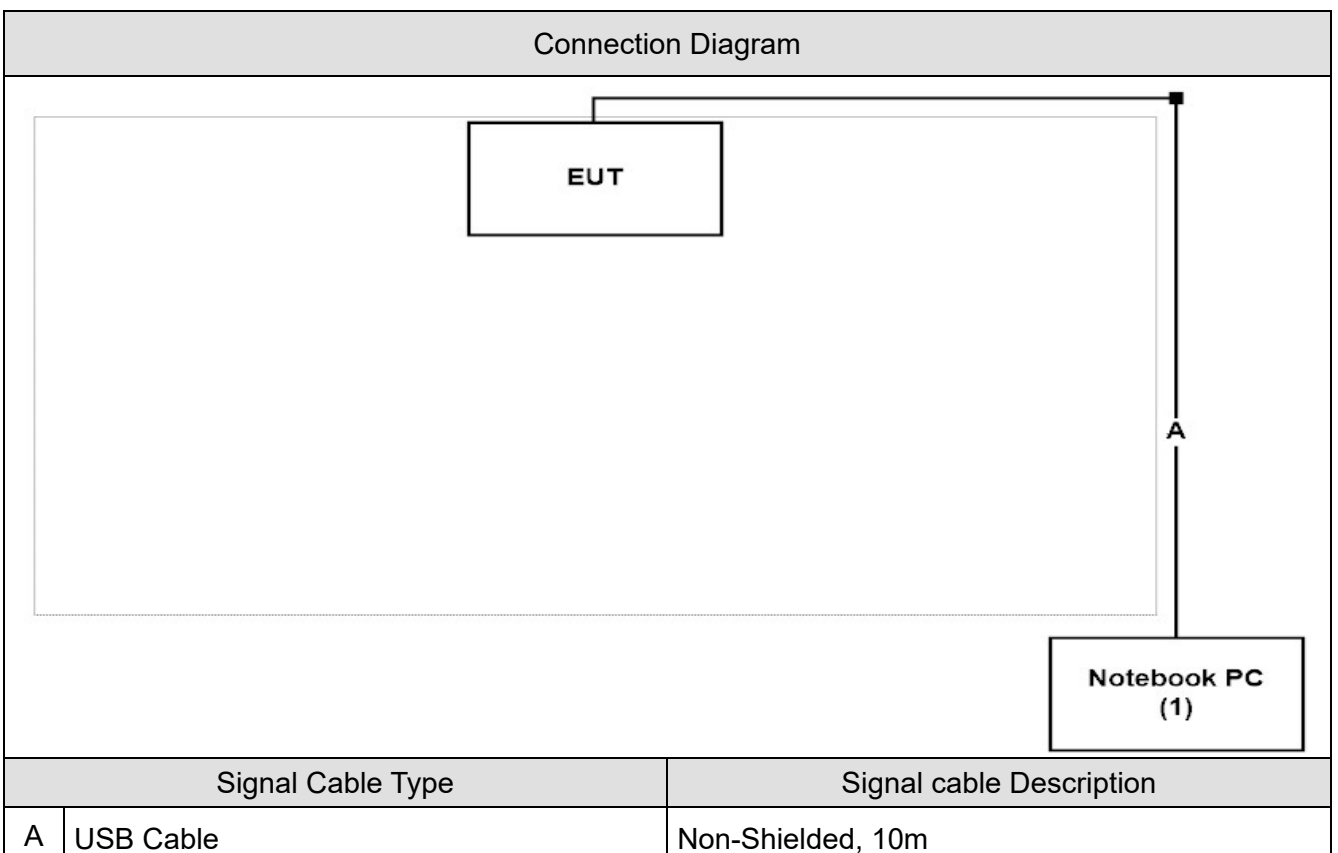 Connection Diagram
EUT
A
Notebook PC
(1)
Signal Cable Type Signal cable Description
A USB Cable Non-Shielded, 10m